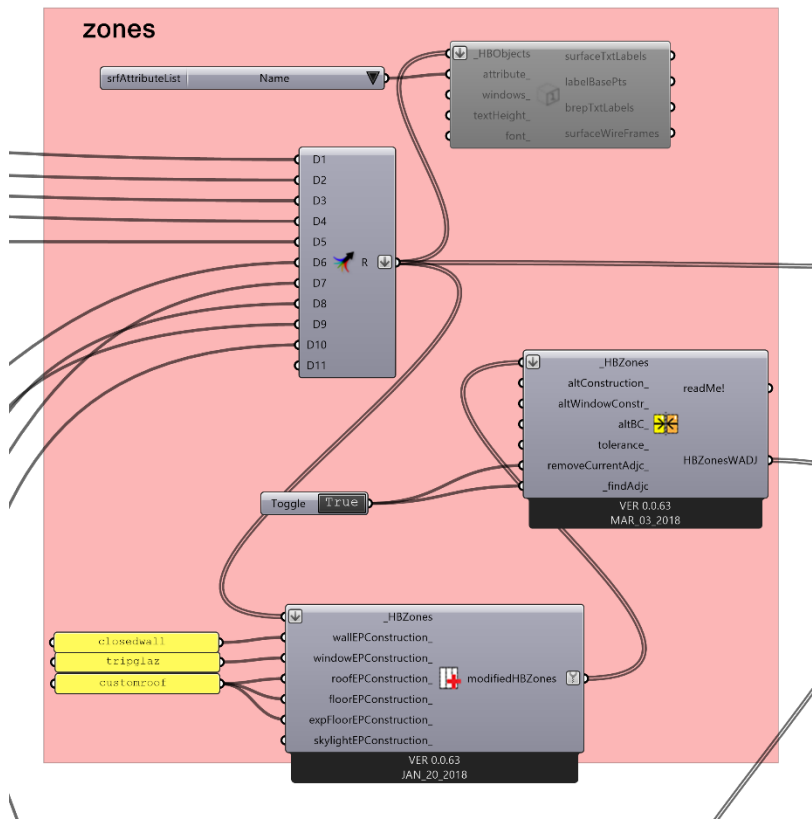 zones
srfAttributeList Name
_HBObjects surfaceTxtLabels
attribute_ labelBasePts
windows_ brepTxtLabels
textHeight_ surfaceWireFrames
font_
D1
D2
D3
D4
D5
D6 R
D7
D8
D9
D10
D11
_HBZones
altConstruction_ readMe!
altWindowConstr_
altBC_
tolerance_
removeCurrentAdjc_ HBZonesWADJ
_findAdjc
VER 0.0.63
MAR_03_2018
Toggle True
closedwall
tripglaz
customroof
_HBZones
wallEPConstruction_
windowEPConstruction_
roofEPConstruction_ modifiedHBZones
floorEPConstruction_
expFloorEPConstruction_
skylightEPConstruction_
VER 0.0.63
JAN_20_2018